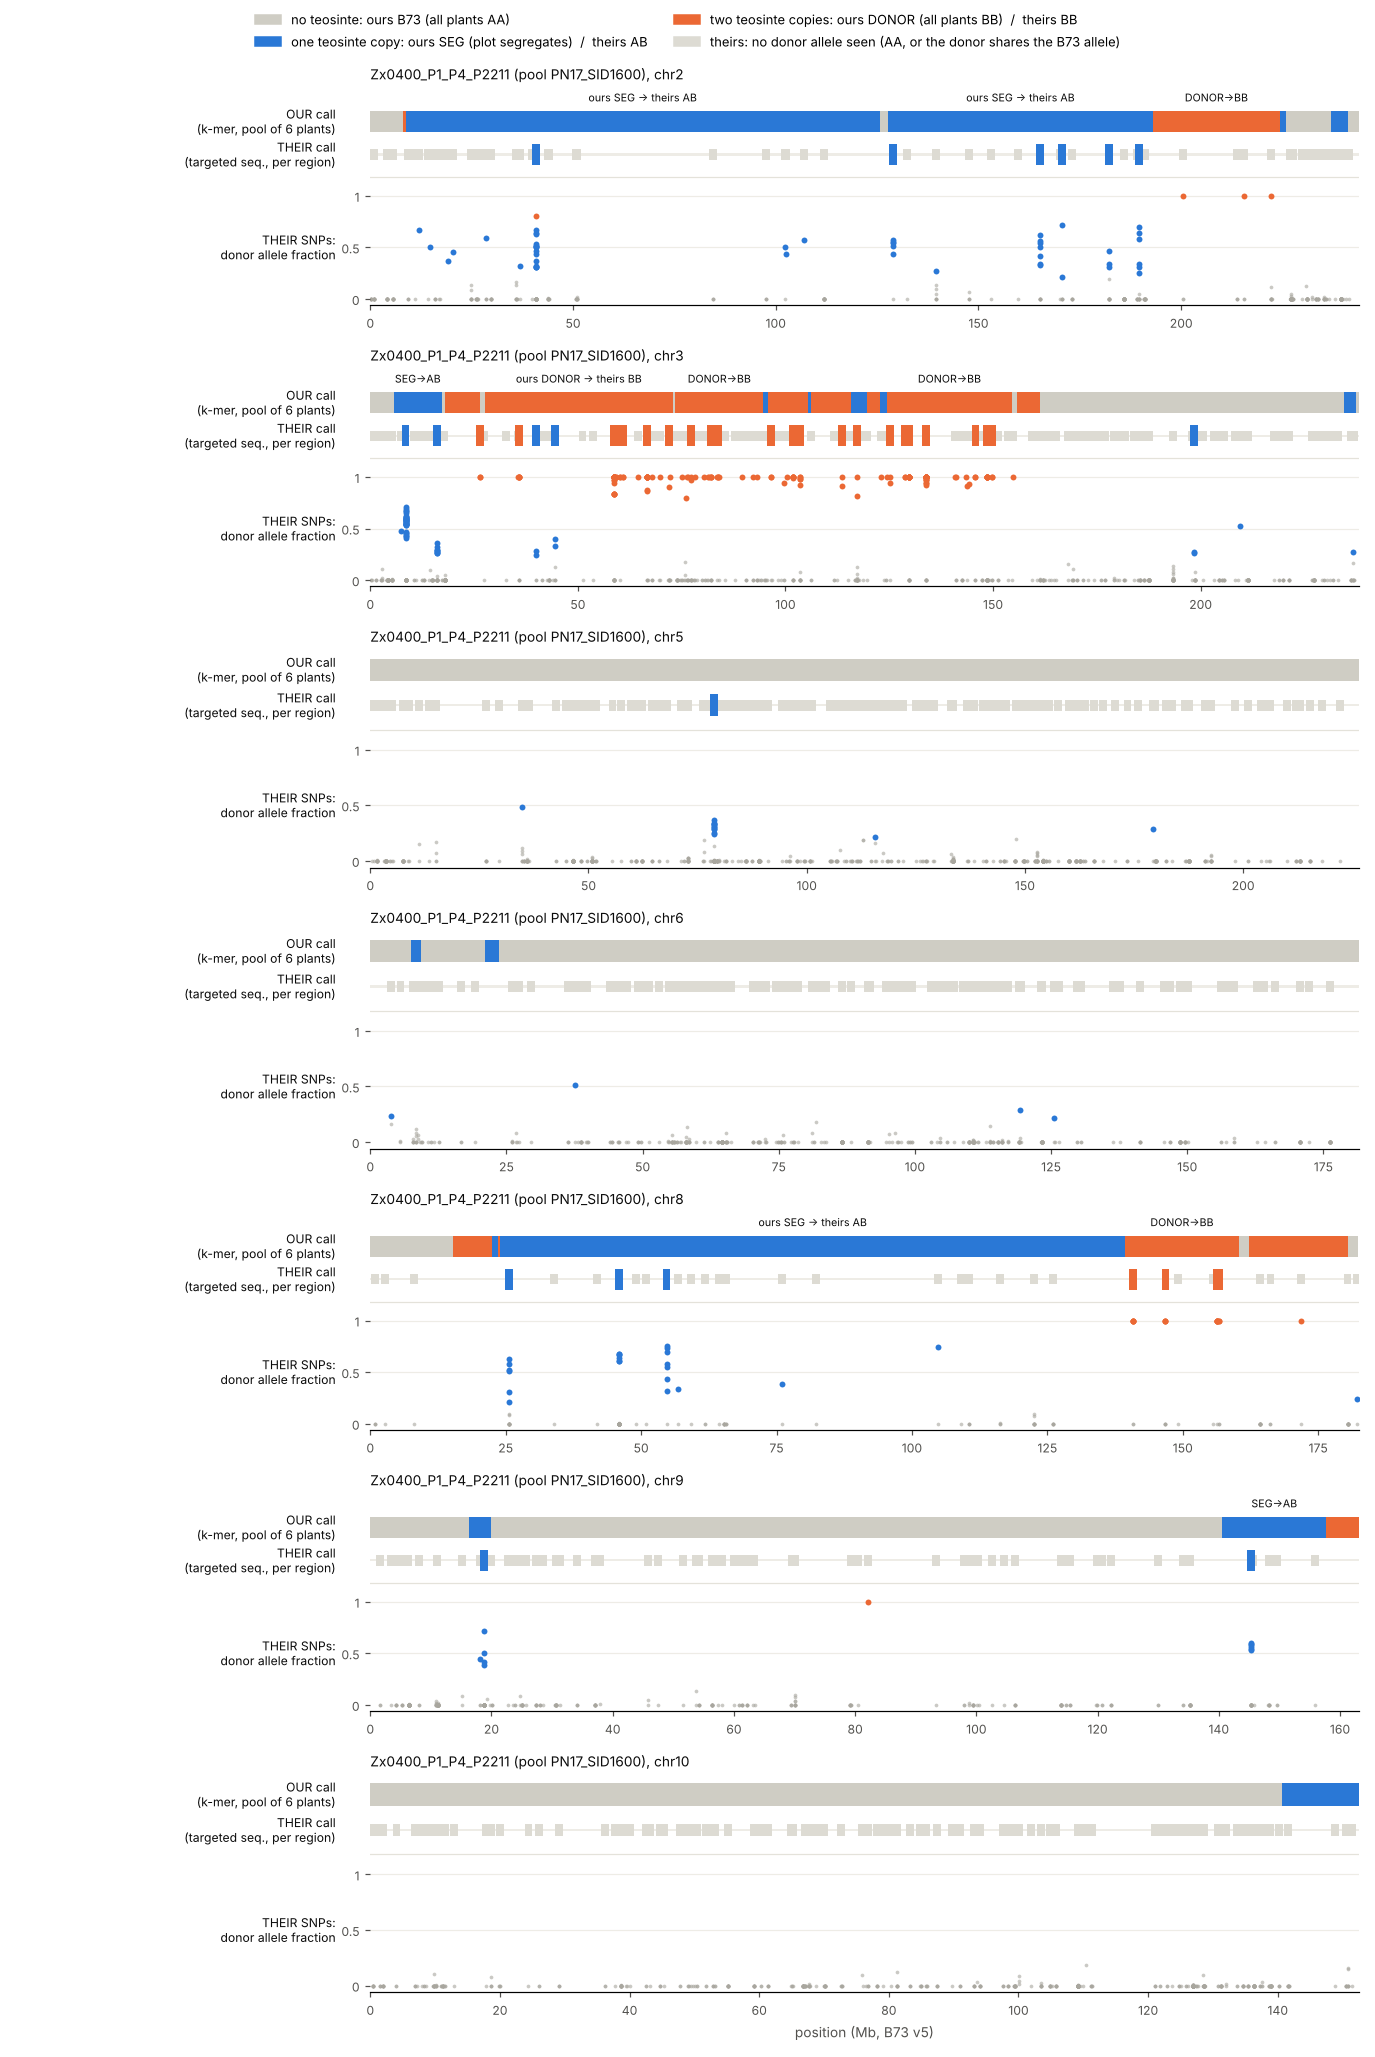 no teosinte: ours B73 (all plants AA)
two teosinte copies: ours DONOR (all plants BB) / theirs BB
one teosinte copy: ours SEG (plot segregates) / theirs AB
theirs: no donor allele seen (AA, or the donor shares the B73 allele)
Zx0400_P1_P4_P2211 (pool PN17_SID1600), chr2
ours SEG → theirs AB
ours SEG → theirs AB
DONOR→BB
OUR call
(k-mer, pool of 6 plants)
THEIR call
(targeted seq., per region)
1
THEIR SNPs:
donor allele fraction
0.5
0
0 50 100 150 200
Zx0400_P1_P4_P2211 (pool PN17_SID1600), chr3
SEG→AB
ours DONOR → theirs BB
DONOR→BB
DONOR→BB
OUR call
(k-mer, pool of 6 plants)
THEIR call
(targeted seq., per region)
1
THEIR SNPs:
donor allele fraction
0.5
0
0 50 100 150 200
Zx0400_P1_P4_P2211 (pool PN17_SID1600), chr5
OUR call
(k-mer, pool of 6 plants)
THEIR call
(targeted seq., per region)
1
THEIR SNPs:
donor allele fraction
0.5
0
0 50 100 150 200
Zx0400_P1_P4_P2211 (pool PN17_SID1600), chr6
OUR call
(k-mer, pool of 6 plants)
THEIR call
(targeted seq., per region)
1
THEIR SNPs:
donor allele fraction
0.5
0
0 25 50 75 100 125 150 175
Zx0400_P1_P4_P2211 (pool PN17_SID1600), chr8
ours SEG → theirs AB
DONOR→BB
OUR call
(k-mer, pool of 6 plants)
THEIR call
(targeted seq., per region)
1
THEIR SNPs:
donor allele fraction
0.5
0
0 25 50 75 100 125 150 175
Zx0400_P1_P4_P2211 (pool PN17_SID1600), chr9
SEG→AB
OUR call
(k-mer, pool of 6 plants)
THEIR call
(targeted seq., per region)
1
THEIR SNPs:
donor allele fraction
0.5
0
0 20 40 60 80 100 120 140 160
Zx0400_P1_P4_P2211 (pool PN17_SID1600), chr10
OUR call
(k-mer, pool of 6 plants)
THEIR call
(targeted seq., per region)
1
THEIR SNPs:
donor allele fraction
0.5
0
0 20 40 60 80 100 120 140
position (Mb, B73 v5)